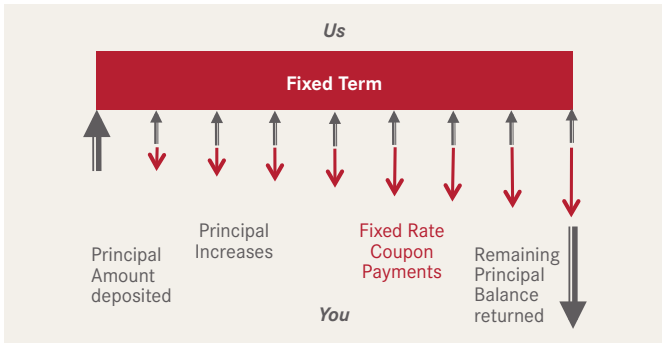 Us
Fixed Term
Principal
Amount
deposited
Principal
Increases
Fixed Rate
Coupon
Payments
Remaining
Principal
Balance
returned
You